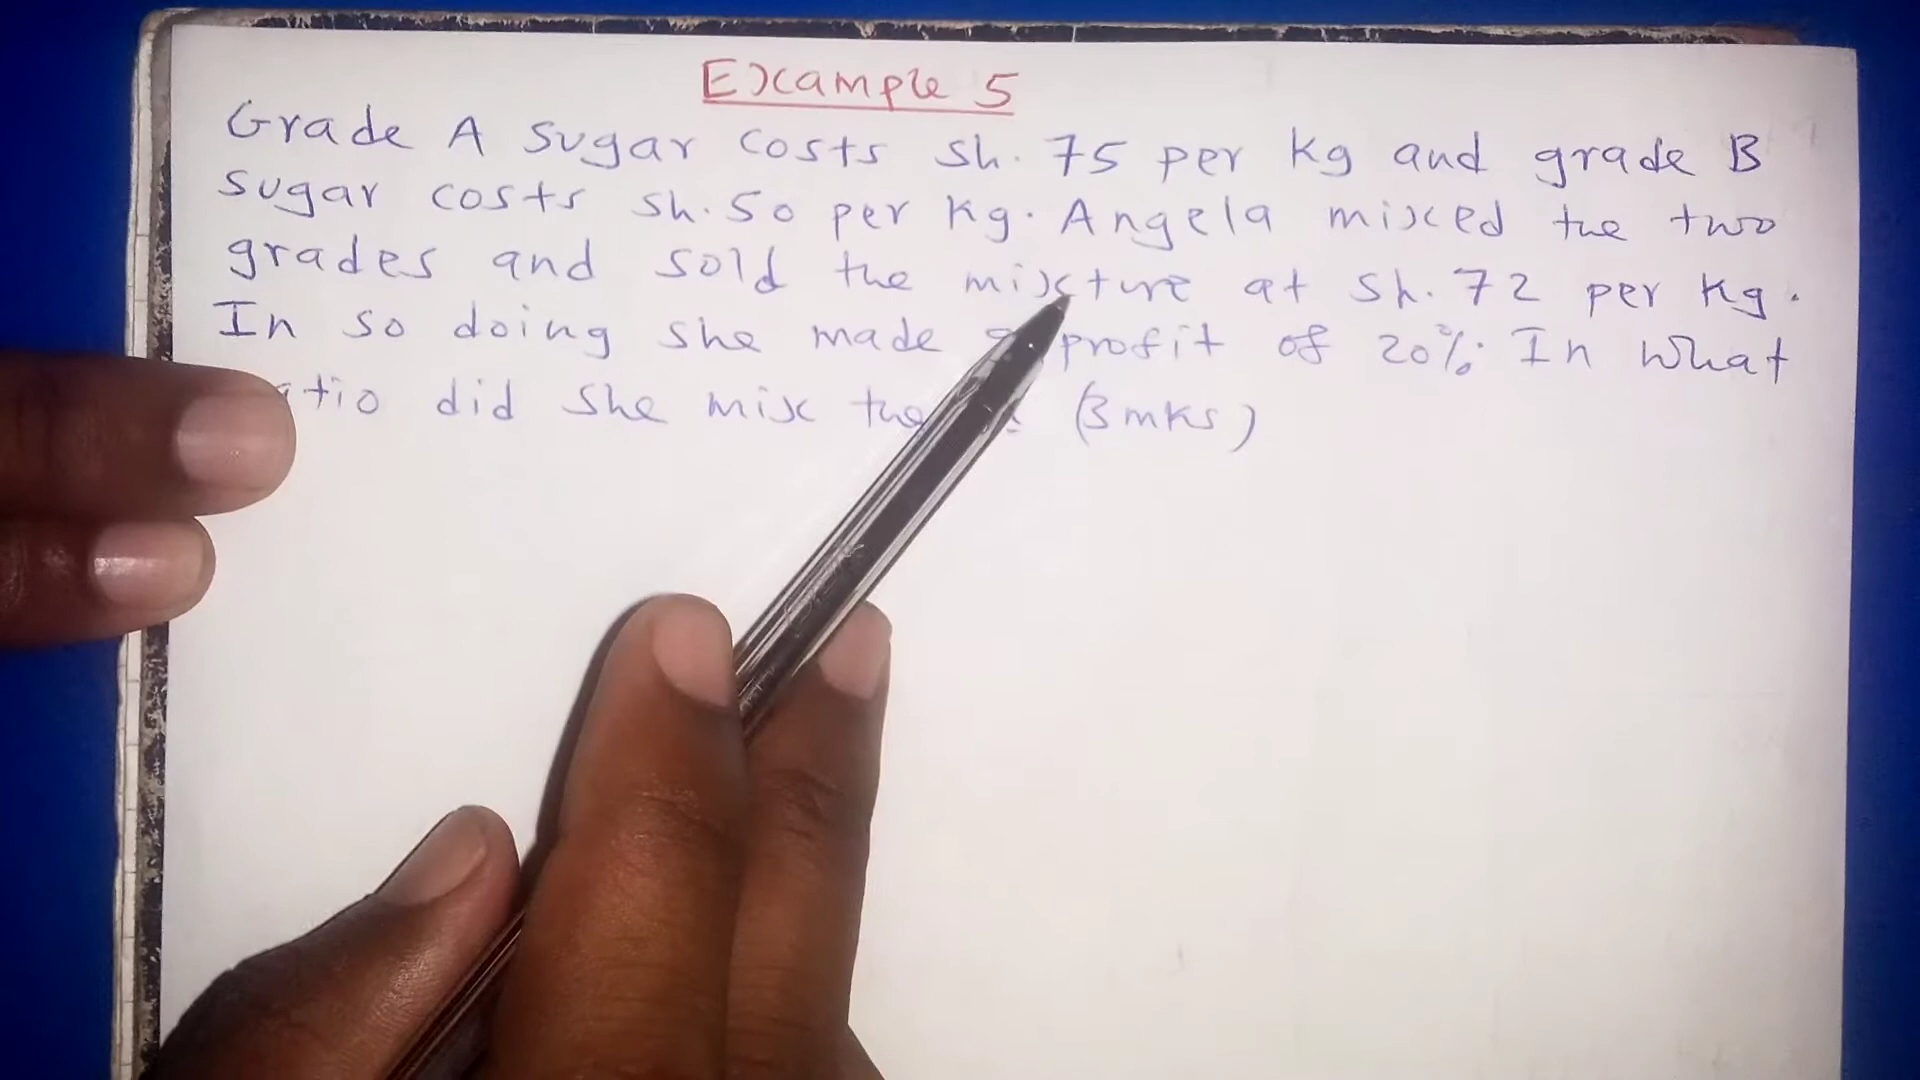 Example 5
Grade A sugar costs sh. 75 per kg and grade B
sugar costs sh. 50 per kg. Angela mixed the two
grades and sold the mixture at sh. 72 per kg.
In so doing she made profit of 20%. In what
did she mix (3 mks)